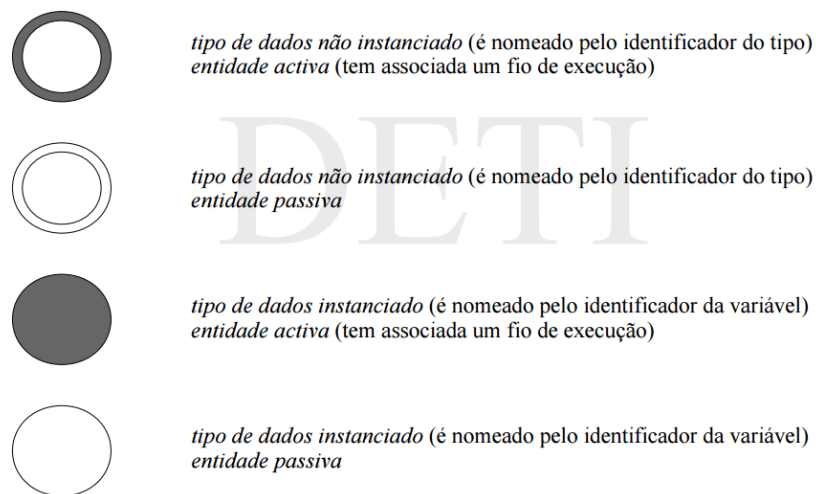 tipo de dados não instanciado (é nomeado pelo identificador do tipo)
entidade activa (tem associada um fio de execução)
DETI
tipo de dados não instanciado (é nomeado pelo identificador do tipo)
entidade passiva
tipo de dados instanciado (é nomeado pelo identificador da variável)
entidade activa (tem associada um fio de execução)
tipo de dados instanciado (é nomeado pelo identificador da variável)
entidade passiva